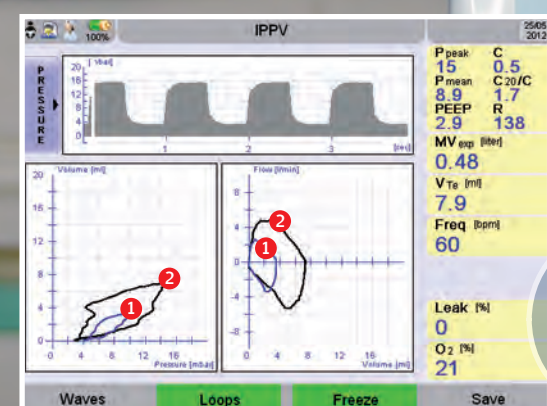 100%
IPPV
25/05
2012
PRESSURE
[mbar]
20
16
12
8
4
0
1
2
3
[sec]
Volume [ml]
20
16
12
8
4
0
0
4
8
12
16
Pressure [mbar]
1
2
Flow [l/min]
8
4
0
-4
-8
0
4
8
12
16
Volume [ml]
1
2
P peak C
15 0.5
P mean C20/C
8.9 1.7
PEEP R
2.9 138
MV exp [liter]
0.48
V Te [ml]
7.9
Freq [bpm]
60
Leak [%]
0
O2 [%]
21
Waves
Loops
Freeze
Save